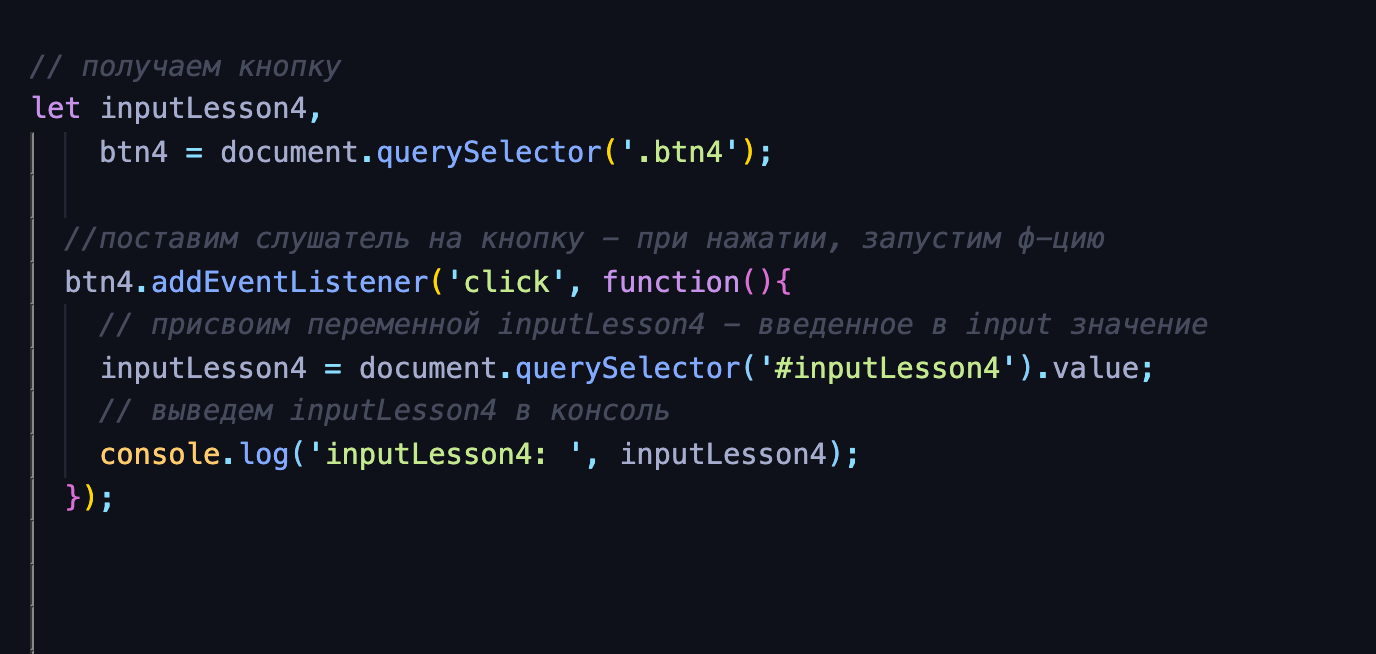 // получаем кнопку
let inputLesson4,
btn4 = document.querySelector('.btn4');
//поставим слушатель на кнопку – при нажатии, запустим ф-цию
btn4.addEventListener('click', function(){
// присвоим переменной inputLesson4 – введенное в input значение
inputLesson4 = document.querySelector('#inputLesson4').value;
// выведем inputLesson4 в консоль
console.log('inputLesson4: ', inputLesson4);
});